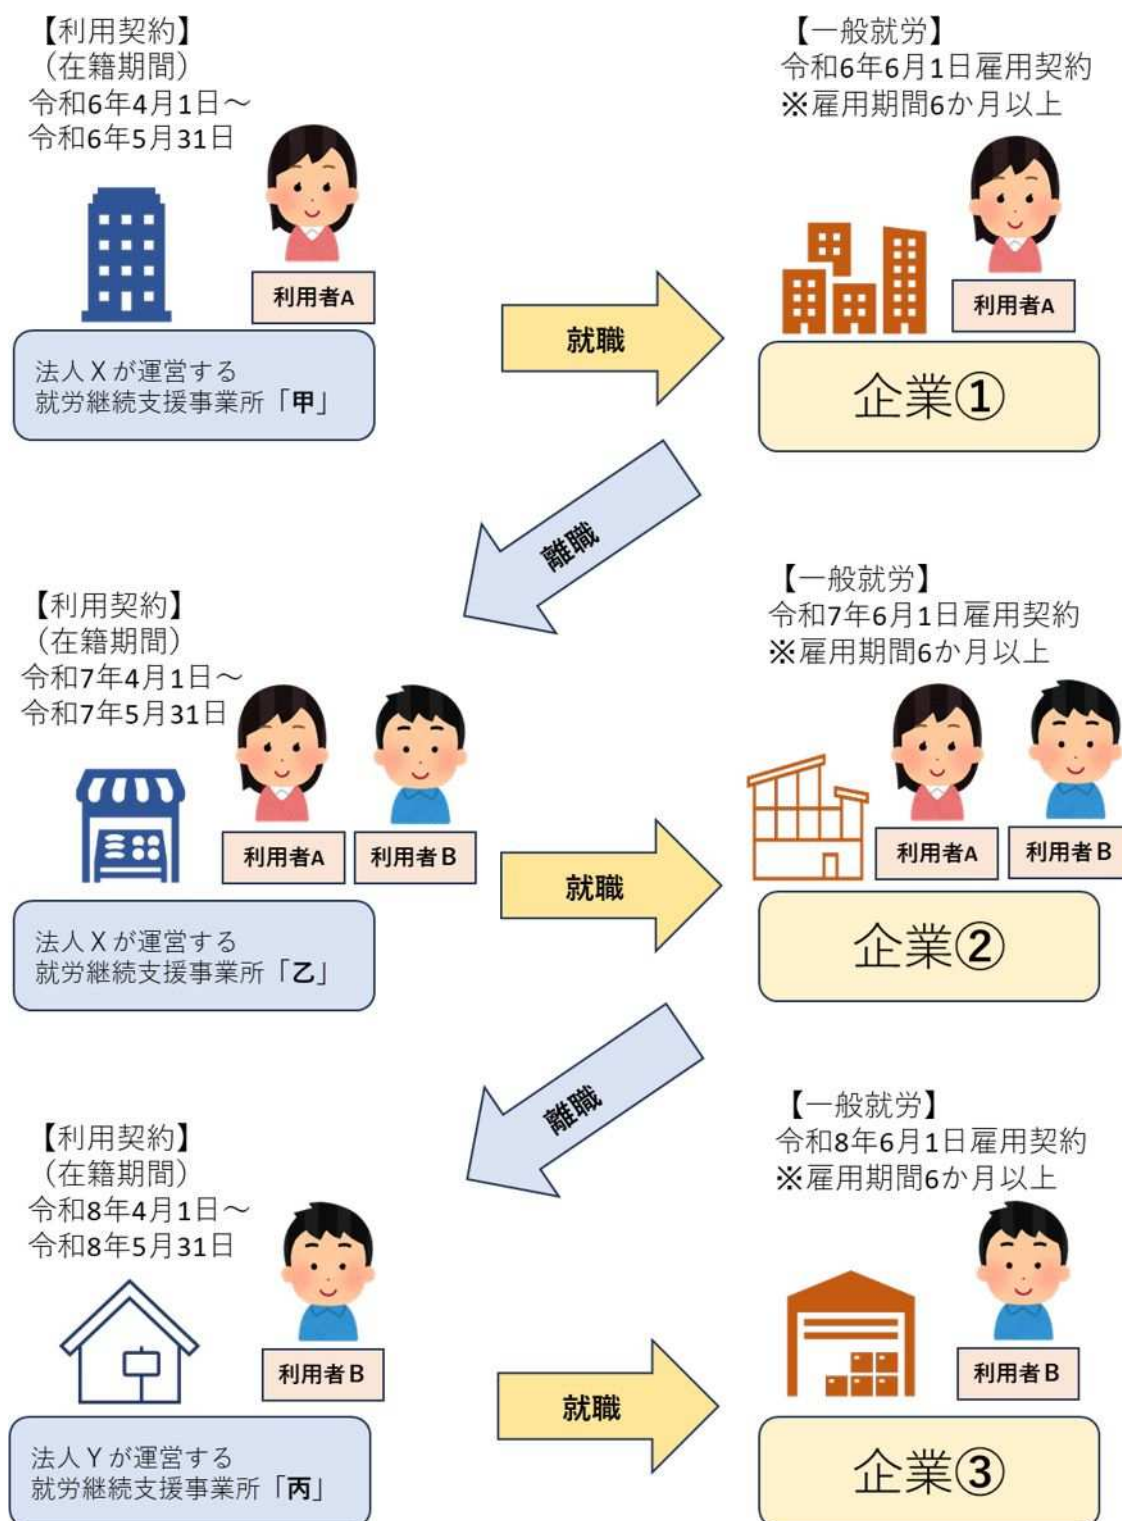 【利用契約】
（在籍期間）
令和6年4月1日～
令和6年5月31日
利用者A
法人Ｘが運営する
就労継続支援事業所「甲」
就職
【一般就労】
令和6年6月1日雇用契約
※雇用期間6か月以上
利用者A
企業①
離職
【利用契約】
（在籍期間）
令和7年4月1日～
令和7年5月31日
利用者A
利用者Ｂ
法人Ｘが運営する
就労継続支援事業所「乙」
就職
【一般就労】
令和7年6月1日雇用契約
※雇用期間6か月以上
利用者A
利用者Ｂ
企業②
離職
【利用契約】
（在籍期間）
令和8年4月1日～
令和8年5月31日
利用者Ｂ
法人Ｙが運営する
就労継続支援事業所「丙」
就職
【一般就労】
令和8年6月1日雇用契約
※雇用期間6か月以上
利用者Ｂ
企業③